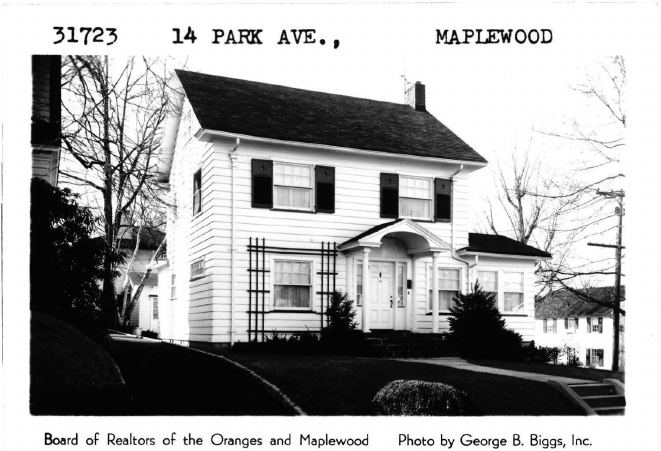 31723 14 PARK AVE., MAPLEWOOD
Board of Realtors of the Oranges and Maplewood Photo by George B. Biggs, Inc.